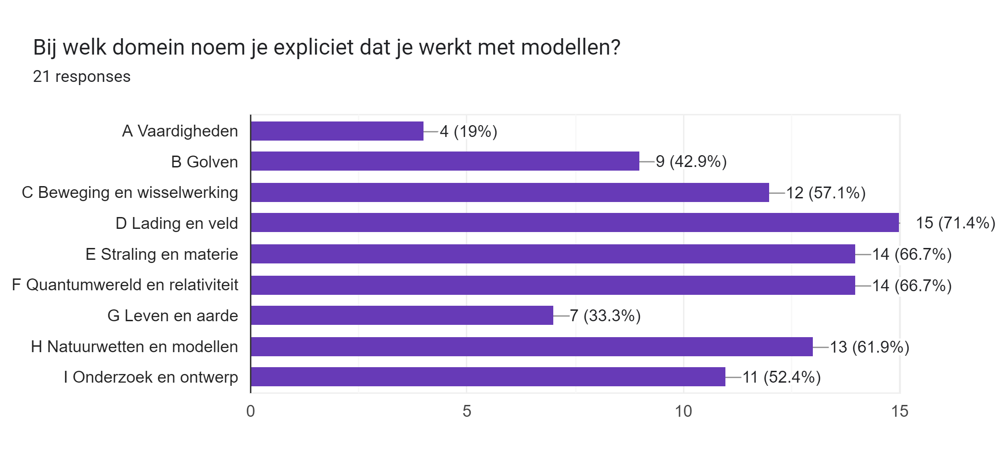 Bij welk domein noem je expliciet dat je werkt met modellen?
21 responses
A Vaardigheden 4 (19%)
B Golven 9 (42.9%)
C Beweging en wisselwerking 12 (57.1%)
D Lading en veld 15 (71.4%)
E Straling en materie 14 (66.7%)
F Quantumwereld en relativiteit 14 (66.7%)
G Leven en aarde 7 (33.3%)
H Natuurwetten en modellen 13 (61.9%)
I Onderzoek en ontwerp 11 (52.4%)
0 5 10 15